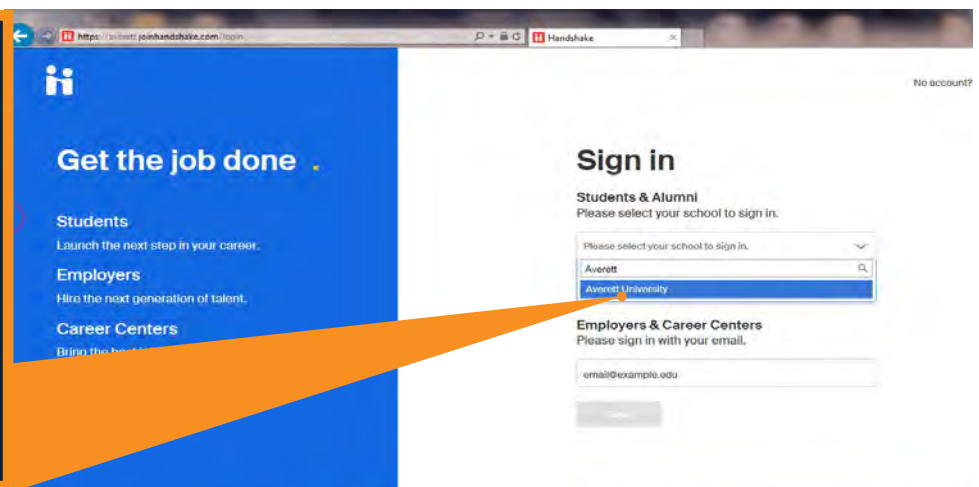 https://averett.joinhandshake.com/login
Handshake
No account?
Get the job done .
Students
Launch the next step in your career.
Employers
Hire the next generation of talent.
Career Centers
Bring the
Sign in
Students & Alumni
Please select your school to sign in.
Please select your school to sign in.
Averett
Averett University
Employers & Career Centers
Please sign in with your email.
email@example.edu